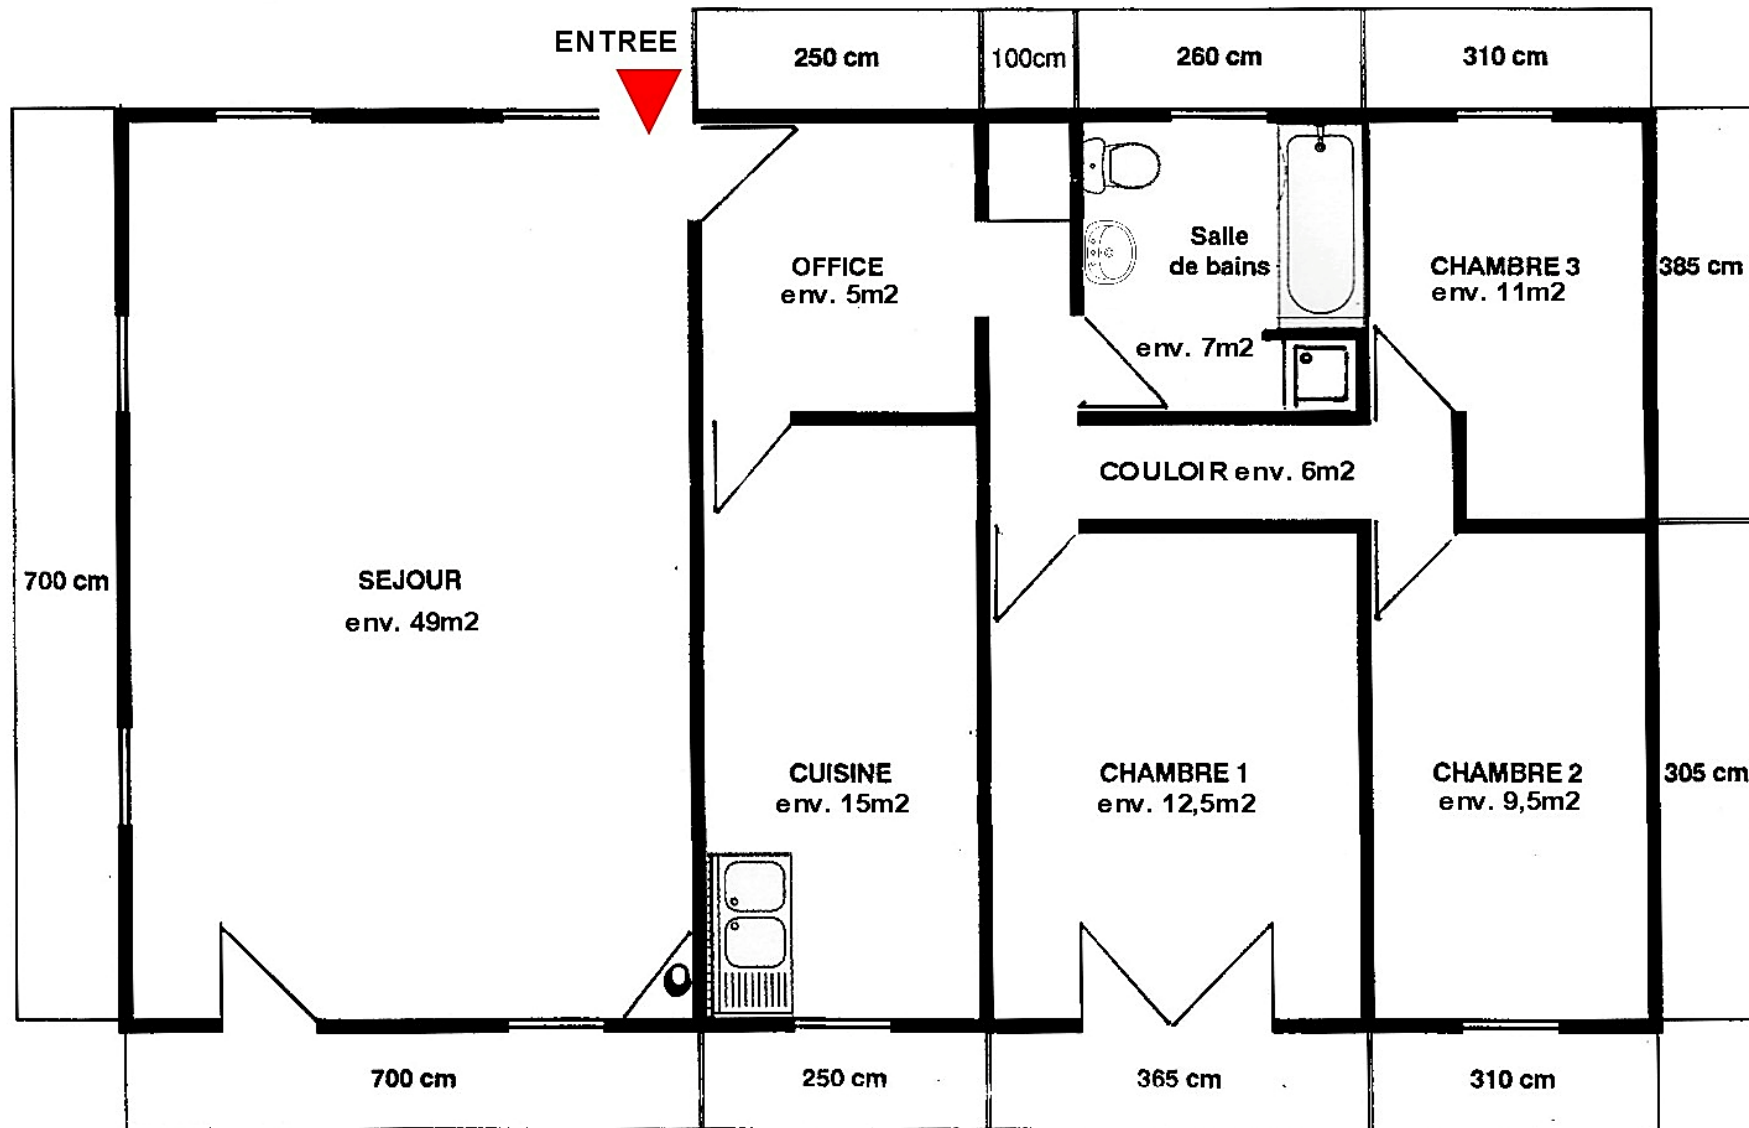 ENTREE
250 cm
100cm
260 cm
310 cm
OFFICE
env. 5m2
Salle
de bains
env. 7m2
CHAMBRE 3
env. 11m2
385 cm
COULOIR env. 6m2
700 cm
SEJOUR
env. 49m2
CUISINE
env. 15m2
CHAMBRE 1
env. 12,5m2
CHAMBRE 2
env. 9,5m2
305 cm
700 cm
250 cm
365 cm
310 cm